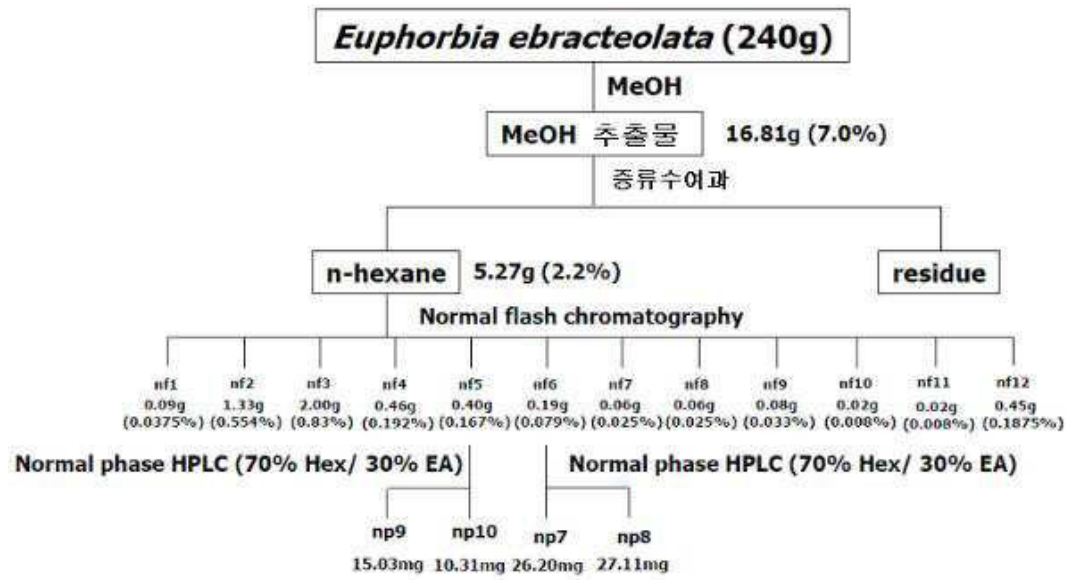 Euphorbia ebracteolata (240g)
MeOH
MeOH 추출물 16.81g (7.0%)
증류수여과
n-hexane 5.27g (2.2%) residue
Normal flash chromatography
nf1 nf2 nf3 nf4 nf5 nf6 nf7 nf8 nf9 nf10 nf11 nf12
0.09g 1.33g 2.00g 0.46g 0.40g 0.19g 0.06g 0.06g 0.08g 0.02g 0.02g 0.45g
(0.0375%) (0.554%) (0.83%) (0.192%) (0.167%) (0.079%) (0.025%) (0.025%) (0.033%) (0.008%) (0.008%) (0.1875%)
Normal phase HPLC (70% Hex/ 30% EA) Normal phase HPLC (70% Hex/ 30% EA)
np9 np10 np7 np8
15.03mg 10.31mg 26.20mg 27.11mg